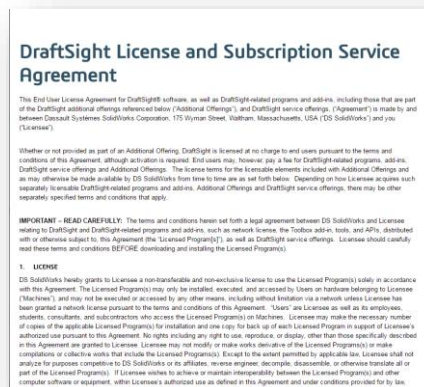 DraftSight License and Subscription Service
Agreement
This End User License Agreement for DraftSight® software, as well as DraftSight-related programs and add-ins, including those that are part
of the DraftSight additional offerings referenced below ("Additional Offerings"), and DraftSight service offerings, ("Agreement") is made by and
between Dassault Systèmes SolidWorks Corporation, 175 Wyman Street, Waltham, Massachusetts, USA ("DS SolidWorks") and you
("Licensee").
Whether or not provided as part of an Additional Offering, DraftSight is licensed at no charge to end users pursuant to the terms and
conditions of this Agreement, although activation is required. End users may, however, pay a fee for DraftSight-related programs, add-ins,
DraftSight service offerings and Additional Offerings. The license terms for the licensable elements included with Additional Offerings and
as may otherwise be made available by DS SolidWorks from time to time are as set forth below. Depending on how Licensee acquires such
separately licensable DraftSight-related programs and add-ins, Additional Offerings and DraftSight service offerings, there may be other
separately specified terms and conditions that apply.
IMPORTANT – READ CAREFULLY: The terms and conditions herein set forth a legal agreement between DS SolidWorks and Licensee
relating to DraftSight and DraftSight-related programs and add-ins, such as network license, the Toolbox add-in, tools, and APIs, distributed
with or otherwise subject to, this Agreement (the "Licensed Program[s]"), as well as DraftSight service offerings. Licensee should carefully
read these terms and conditions BEFORE downloading and installing the Licensed Program(s).
1. LICENSE
DS SolidWorks hereby grants to Licensee a non-transferable and non-exclusive license to use the Licensed Program(s) solely in accordance
with this Agreement. The Licensed Program(s) may only be installed, executed, and accessed by Users on hardware belonging to Licensee
("Machines"), and may not be executed or accessed by any other means, including without limitation via a network unless Licensee has
been granted a network license pursuant to the terms and conditions of this Agreement. "Users" are Licensee as well as its employees,
students, consultants, and subcontractors who access the Licensed Program(s) on Machines. Licensee may make the necessary number
of copies of the applicable Licensed Program(s) for installation and one copy for back up of each Licensed Program in support of Licensee's
authorized use pursuant to this Agreement. No rights including any right to use, reproduce, or display, other than those specifically described
in this Agreement are granted to Licensee. Licensee may not modify or make works derivative of the Licensed Program(s) or make
compilations or collective works that include the Licensed Program(s). Except to the extent permitted by applicable law, Licensee shall not
analyze for purposes competitive to DS SolidWorks or its affiliates, reverse engineer, decompile, disassemble, or otherwise translate all or
part of the Licensed Program(s). If Licensee wishes to achieve or maintain interoperability between the Licensed Program(s) and other
computer software or equipment, within Licensee's authorized use as defined in this Agreement and under conditions provided for by law,